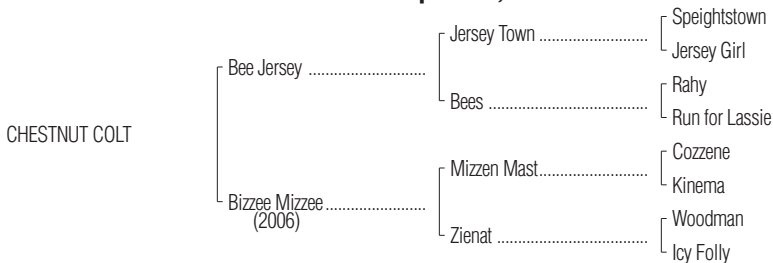 Speightstown
Jersey Town ............................
Jersey Girl
Bee Jersey .............................
Rahy
Bees .........................................
Run for Lassie
CHESTNUT COLT
Cozzene
Mizzen Mast............................
Kinema
Bizzee Mizzee .........................
(2006)
Woodman
Zienat .......................................
Icy Folly